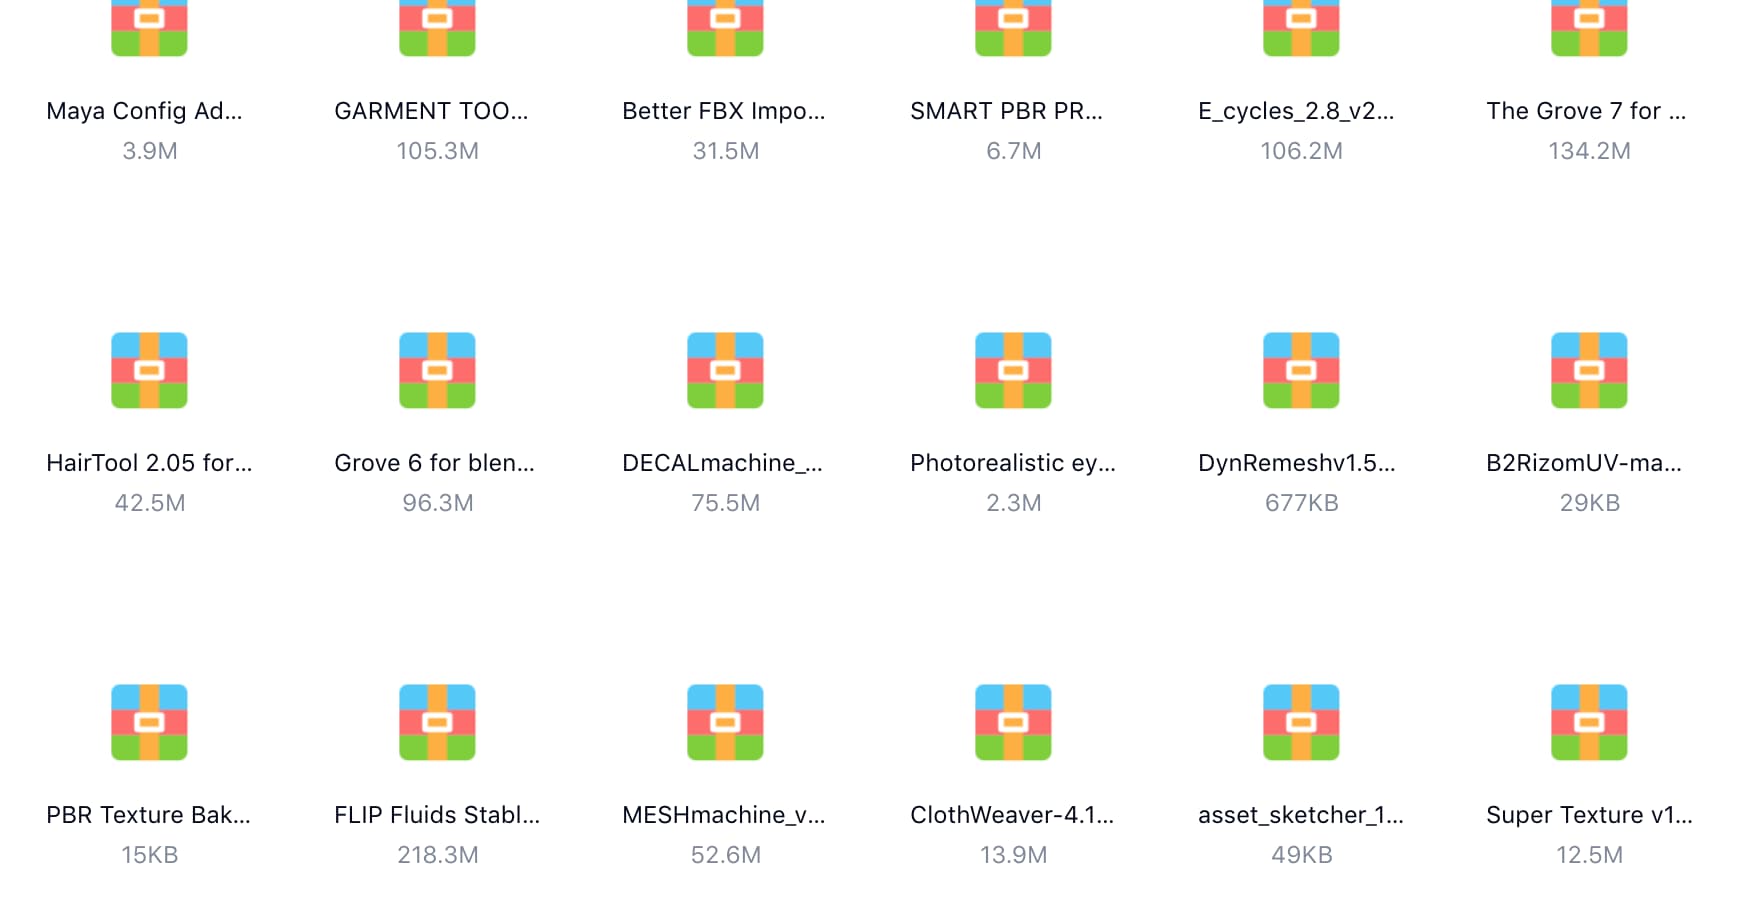 Maya Config Ad...
GARMENT TOO...
Better FBX Impo...
SMART PBR PR...
E_cycles_2.8_v2...
The Grove 7 for ...
3.9M
105.3M
31.5M
6.7M
106.2M
134.2M
HairTool 2.05 for...
Grove 6 for blen...
DECALmachine_...
Photorealistic ey...
DynRemeshv1.5...
B2RizomUV-ma...
42.5M
96.3M
75.5M
2.3M
677KB
29KB
PBR Texture Bak...
FLIP Fluids Stabl...
MESHmachine_v...
ClothWeaver-4.1...
asset_sketcher_1...
Super Texture v1...
15KB
218.3M
52.6M
13.9M
49KB
12.5M